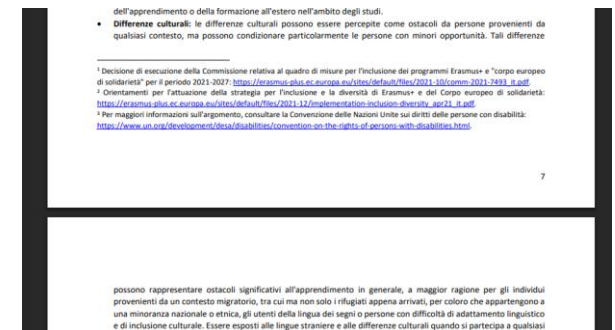 dell'apprendimento o della formazione all'estero nell'ambito degli studi.
• Differenze culturali: le differenze culturali possono essere percepite come ostacoli da persone provenienti da
qualsiasi contesto, ma possono condizionare particolarmente le persone con minori opportunità. Tali differenze
¹ Decisione di esecuzione della Commissione relativa al quadro di misure per l'inclusione dei programmi Erasmus+ e "corpo europeo
di solidarietà" per il periodo 2021-2027: https://erasmus-plus.ec.europa.eu/sites/default/files/2021-10/comm-2021-7493_it.pdf.
² Orientamenti per l'attuazione della strategia per l'inclusione e la diversità di Erasmus+ e del Corpo europeo di solidarietà:
https://erasmus-plus.ec.europa.eu/sites/default/files/2021-12/implementation-inclusion-diversity_apr21_it.pdf.
³ Per maggiori informazioni sull'argomento, consultare la Convenzione delle Nazioni Unite sui diritti delle persone con disabilità:
https://www.un.org/development/desa/disabilities/convention-on-the-rights-of-persons-with-disabilities.html.
7
possono rappresentare ostacoli significativi all'apprendimento in generale, a maggior ragione per gli individui
provenienti da un contesto migratorio, tra cui ma non solo i rifugiati appena arrivati, per coloro che appartengono a
una minoranza nazionale o etnica, gli utenti della lingua dei segni o persone con difficoltà di adattamento linguistico
e di inclusione culturale. Essere esposti alle lingue straniere e alle differenze culturali quando si partecipa a qualsiasi